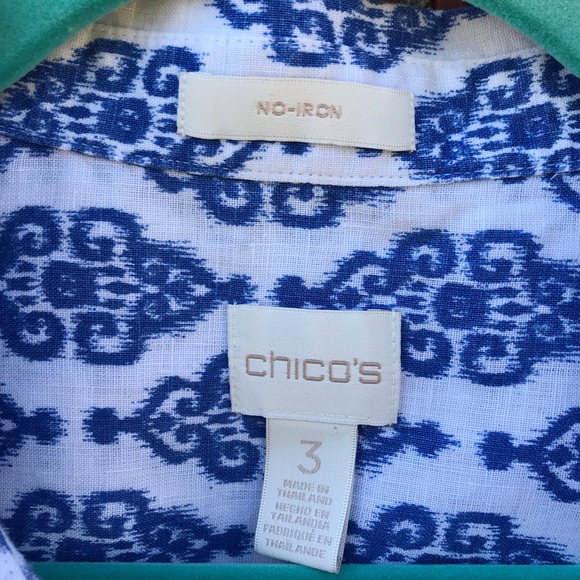 NO-IRON
chico's
3
MADE IN
THAILAND
HECHO EN
TAILANDIA
FABRIQUÉ EN
THAÏLANDE